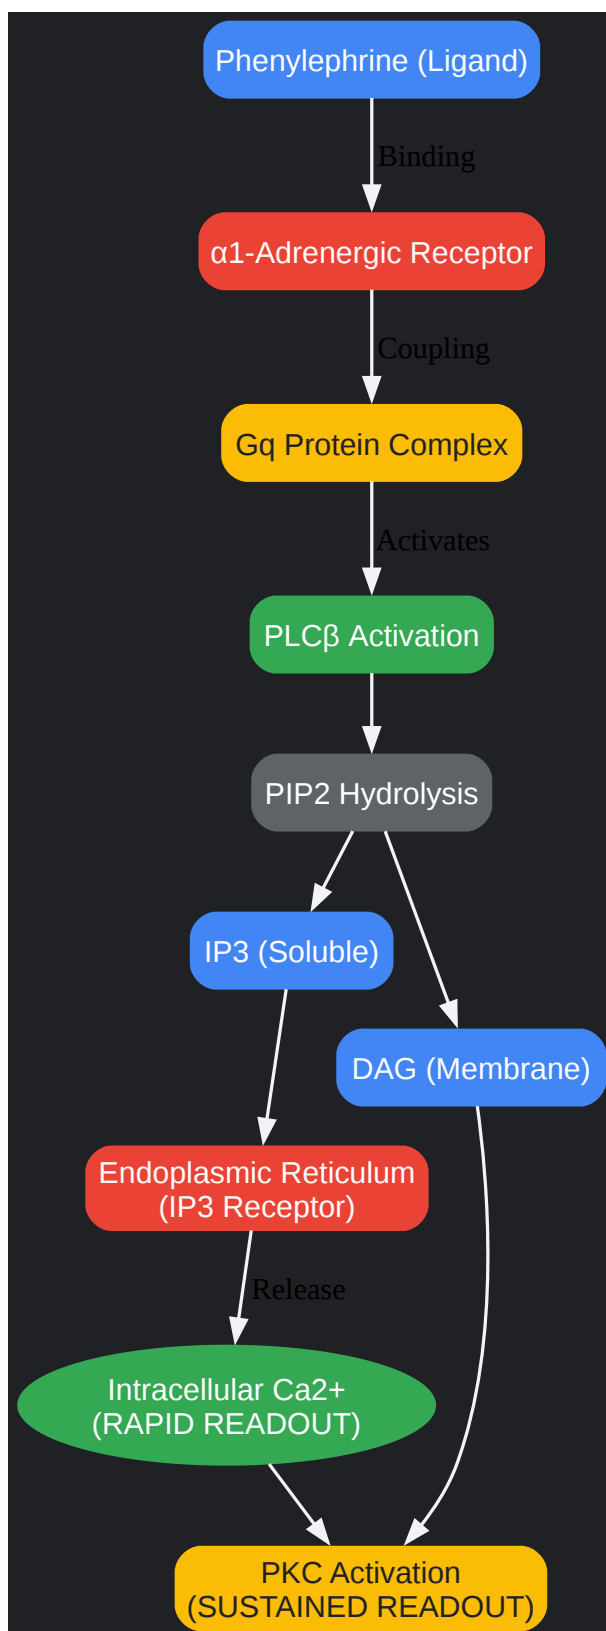 Phenylephrine (Ligand)
Binding
α1-Adrenergic Receptor
Coupling
Gq Protein Complex
Activates
PLCβ Activation
PIP2 Hydrolysis
IP3 (Soluble)
DAG (Membrane)
Endoplasmic Reticulum
(IP3 Receptor)
Release
Intracellular Ca2+
(RAPID READOUT)
PKC Activation
(SUSTAINED READOUT)